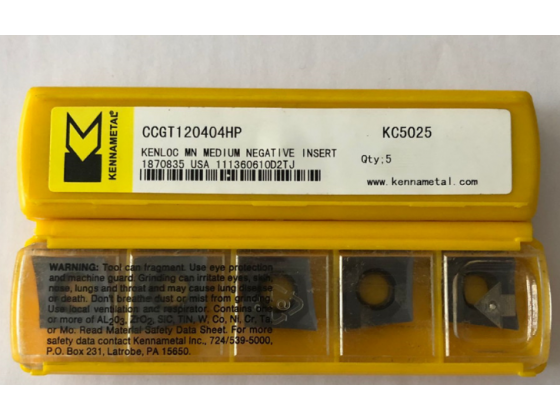 KENNAMETAL®
CCGT120404HP KC5025
KENLOC MN MEDIUM NEGATIVE INSERT
1870835 USA 111360610D2TJ
Qty;5
www.kennametal.com
WARNING: Tool can fragment. Use eye protection
and machine guard. Grinding can irritate eyes, skin,
nose, lungs and throat and may cause lung disease
or death. Don't breathe dust or mist from grinding.
Use local ventilation and respirator. Contains one
or more of AL2O3, ZrO2, SIC, TiN, W, Co, Ni, Cr, Ta,
or Mo. Read Material Safety Data Sheet. For more
safety data contact Kennametal Inc., 724/539-5000,
P.O. Box 231, Latrobe, PA 15650.